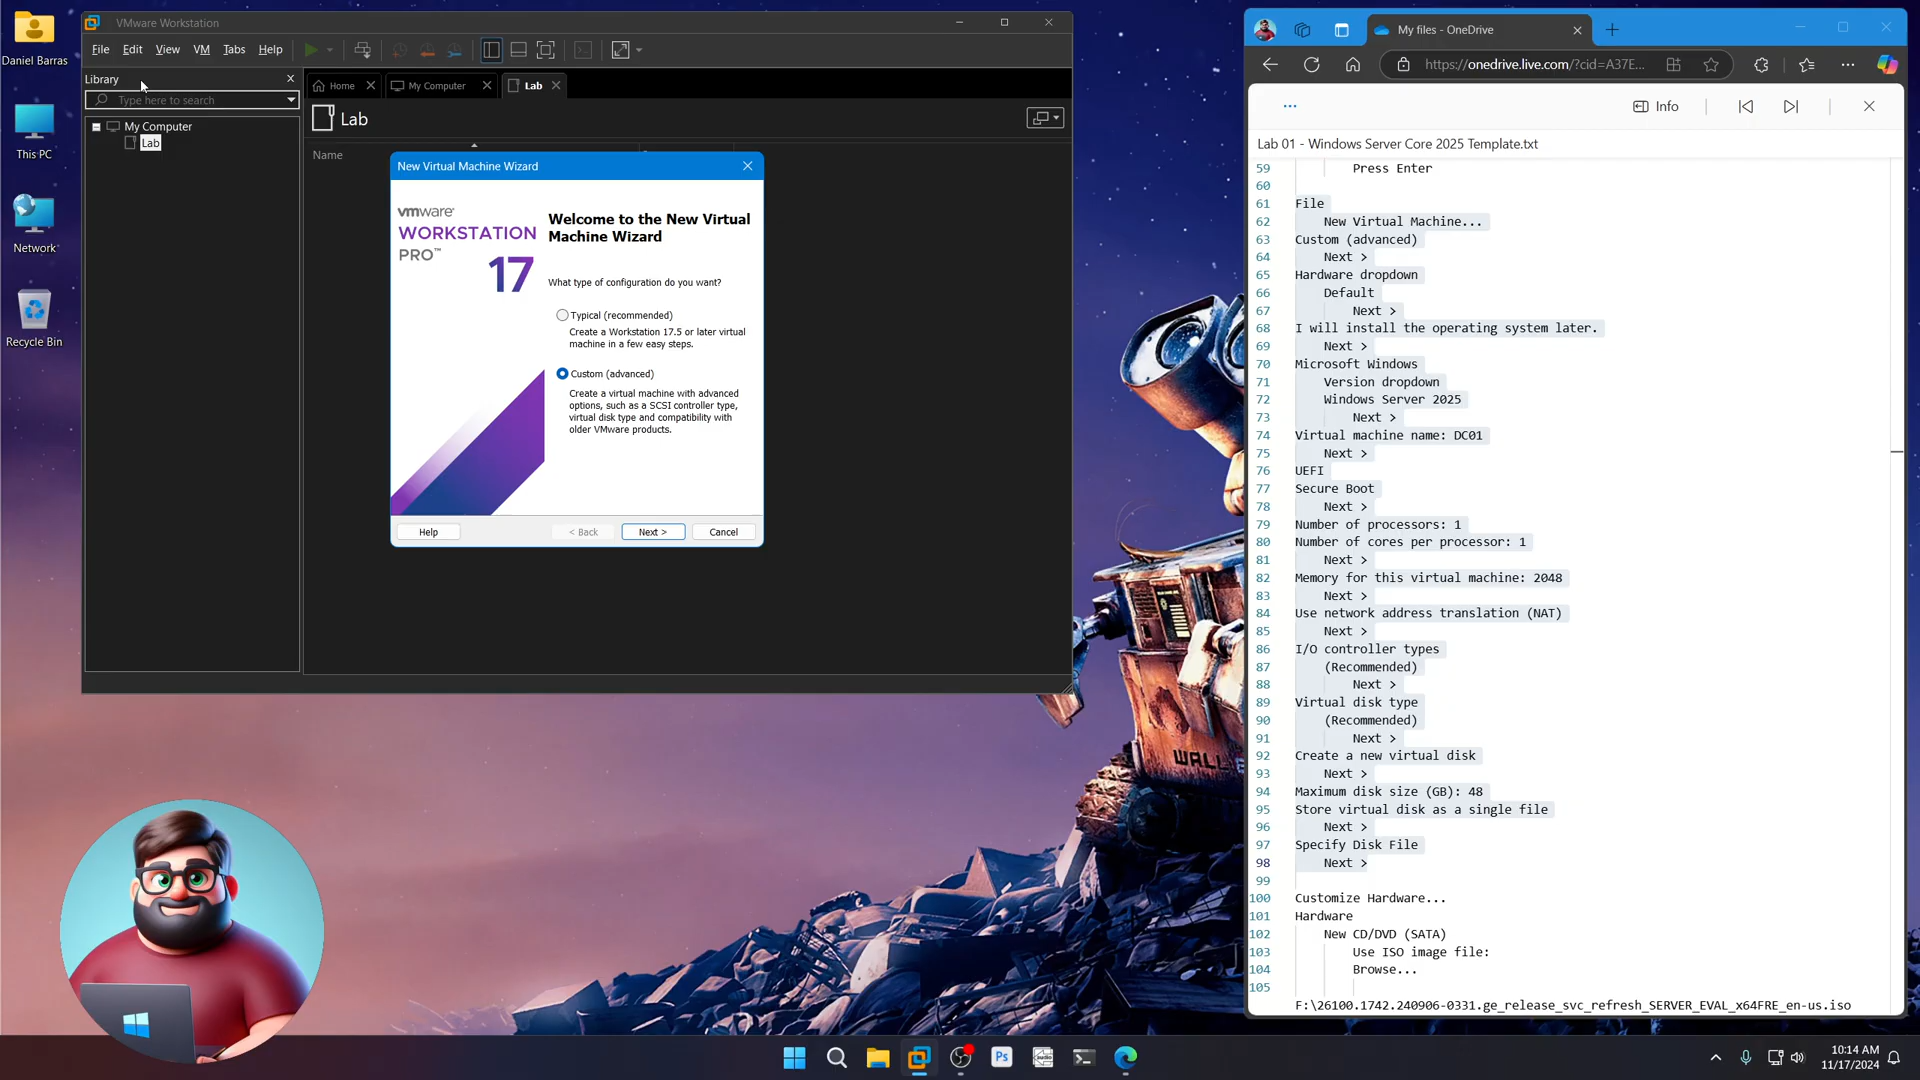 Daniel Barras
This PC
Network
Recycle Bin
VMware Workstation
File Edit View VM Tabs Help
Library
Type here to search
My Computer
Lab
Home
My Computer
Lab
Lab
Name
New Virtual Machine Wizard
vmware
WORKSTATION
PRO™
17
Welcome to the New Virtual
Machine Wizard
What type of configuration do you want?
Typical (recommended)
Create a Workstation 17.5 or later virtual
machine in a few easy steps.
Custom (advanced)
Create a virtual machine with advanced
options, such as a SCSI controller type,
virtual disk type and compatibility with
older VMware products.
Help
< Back
Next >
Cancel
WALL
My files - OneDrive
https://onedrive.live.com/?cid=A37E...
Info
Lab 01 - Windows Server Core 2025 Template.txt
59 Press Enter
60
61 File
62 New Virtual Machine...
63 Custom (advanced)
64 Next >
65 Hardware dropdown
66 Default
67 Next >
68 I will install the operating system later.
69 Next >
70 Microsoft Windows
71 Version dropdown
72 Windows Server 2025
73 Next >
74 Virtual machine name: DC01
75 Next >
76 UEFI
77 Secure Boot
78 Next >
79 Number of processors: 1
80 Number of cores per processor: 1
81 Next >
82 Memory for this virtual machine: 2048
83 Next >
84 Use network address translation (NAT)
85 Next >
86 I/O controller types
87 (Recommended)
88 Next >
89 Virtual disk type
90 (Recommended)
91 Next >
92 Create a new virtual disk
93 Next >
94 Maximum disk size (GB): 48
95 Store virtual disk as a single file
96 Next >
97 Specify Disk File
98 Next >
99
100 Customize Hardware...
101 Hardware
102 New CD/DVD (SATA)
103 Use ISO image file:
104 Browse...
105
F:\26100.1742.240906-0331.ge_release_svc_refresh_SERVER_EVAL_x64FRE_en-us.iso
Ps
10:14 AM
11/17/2024